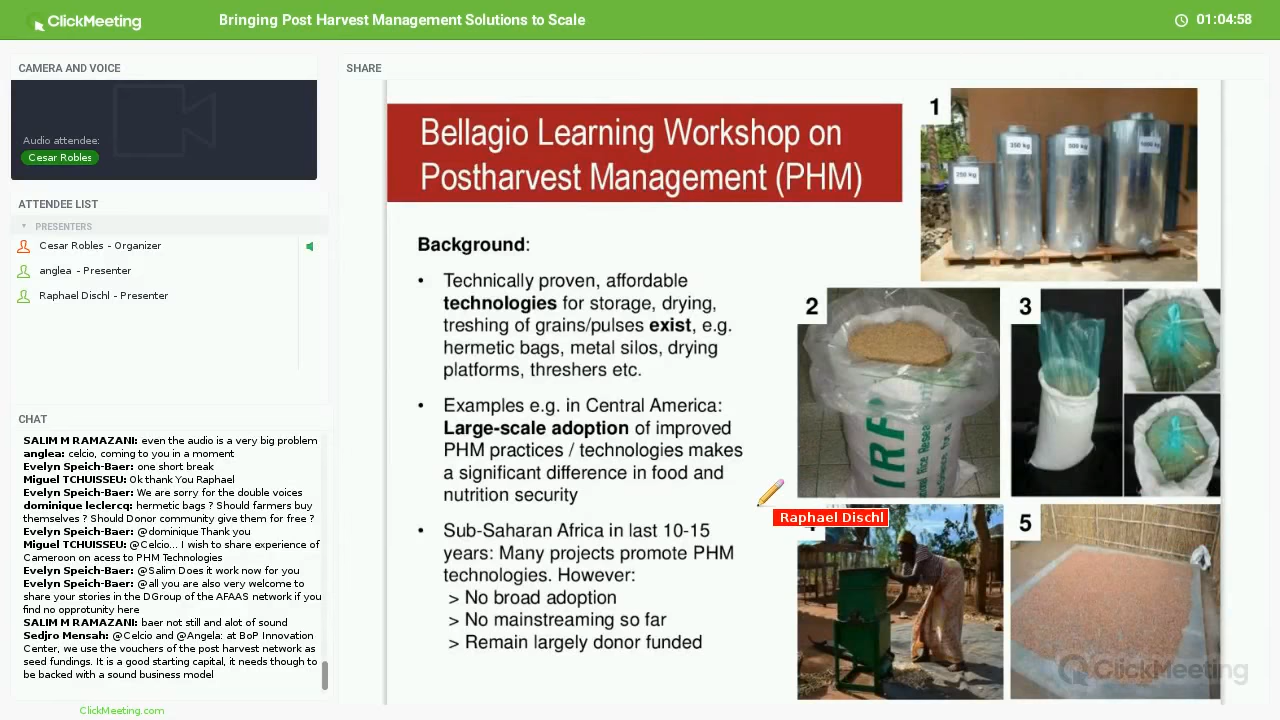 ClickMeeting
Bringing Post Harvest Management Solutions to Scale
01:04:58
CAMERA AND VOICE
Audio attendee:
Cesar Robles
ATTENDEE LIST
PRESENTERS
Cesar Robles - Organizer
anglea - Presenter
Raphael Dischl - Presenter
CHAT
SALIM M RAMAZANI: even the audio is a very big problem
anglea: celcio, coming to you in a moment
Evelyn Speich-Baer: one short break
Miguel TCHUISSEU: Ok thank You Raphael
Evelyn Speich-Baer: We are sorry for the double voices
dominique leclercq: hermetic bags ? Should farmers buy
themselves ? Should Donor community give them for free ?
Evelyn Speich-Baer: @dominique Thank you
Miguel TCHUISSEU: @Celcio... I wish to share experience of
Cameroon on access to PHM Technologies
Evelyn Speich-Baer: @Salim Does it work now for you
Evelyn Speich-Baer: @all you are also very welcome to
share your stories in the DGroup of the AFAAS network if you
find no opprotunity here
SALIM M RAMAZANI: baer not still and alot of sound
Sedjro Mensah: @Celcio and @Angela: at BoP Innovation
Center, we use the vouchers of the post harvest network as
seed fundings. It is a good starting capital, it needs though to
be backed with a sound business model
ClickMeeting.com
SHARE
Bellagio Learning Workshop on
Postharvest Management (PHM)
Background:
• Technically proven, affordable
technologies for storage, drying,
treshing of grains/pulses exist, e.g.
hermetic bags, metal silos, drying
platforms, threshers etc.
• Examples e.g. in Central America:
Large-scale adoption of improved
PHM practices / technologies makes
a significant difference in food and
nutrition security
• Sub-Saharan Africa in last 10-15
years: Many projects promote PHM
technologies. However:
> No broad adoption
> No mainstreaming so far
> Remain largely donor funded
1
250 kg
350 kg
500 kg
1000 kg
2
IRF
3
Raphael Dischl
5
ClickMeeting